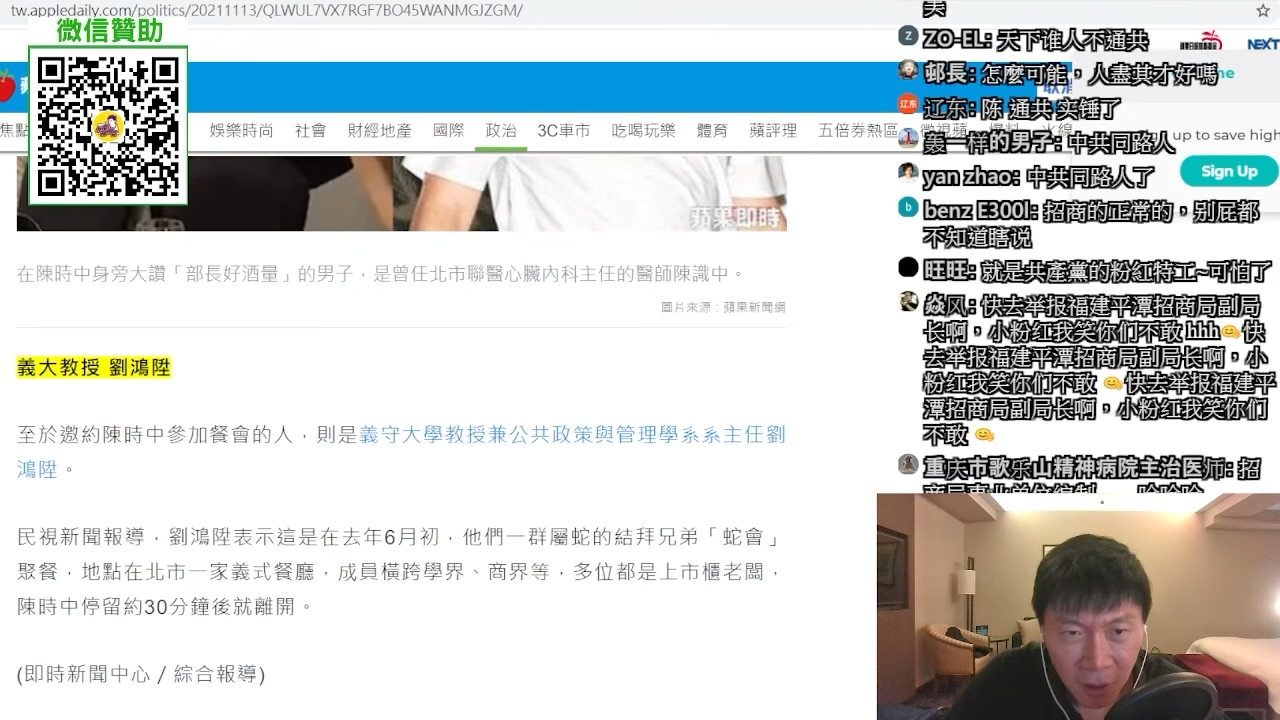 tw.appledaily.com/politics/20211113/QLWUL7VX7RGF7BO45WANMGJZGM/
微信贊助
NEXT
焦點
娛樂時尚
社會
財經地產
國際
政治
3C車市
吃喝玩樂
體育
蘋評理
五倍券熱區
微視蘋
爆料
火線
up to save high
Sign Up
蘋果即時
在陳時中身旁大讚「部長好酒量」的男子，是曾任北市聯醫心臟內科主任的醫師陳識中。
圖片來源：蘋果新聞網
義大教授 劉鴻陞
至於邀約陳時中參加餐會的人，則是義守大學教授兼公共政策與管理學系系主任劉
鴻陞。
民視新聞報導，劉鴻陞表示這是在去年6月初，他們一群屬蛇的結拜兄弟「蛇會」
聚餐，地點在北市一家義式餐廳，成員橫跨學界、商界等，多位都是上市櫃老闆，
陳時中停留約30分鐘後就離開。
(即時新聞中心／綜合報導)
美
Z
ZO-EL: 天下谁人不通共
邨長: 怎麼可能，人盡其才好嗎
辽东
辽东: 陈 通共 实锤了
一样的男子: 中共同路人
yan zhao: 中共同路人了
b
benz E300l: 招商的正常的，别屁都
不知道瞎说
旺旺: 就是共產黨的粉紅特工~可怕了
焱风: 快去举报福建平潭招商局副局
长啊，小粉红我笑你们不敢 hhh😊快
去举报福建平潭招商局副局长啊，小
粉红我笑你们不敢 😊快去举报福建平
潭招商局副局长啊，小粉红我笑你们
不敢 😊
重庆市歌乐山精神病院主治医师: 招